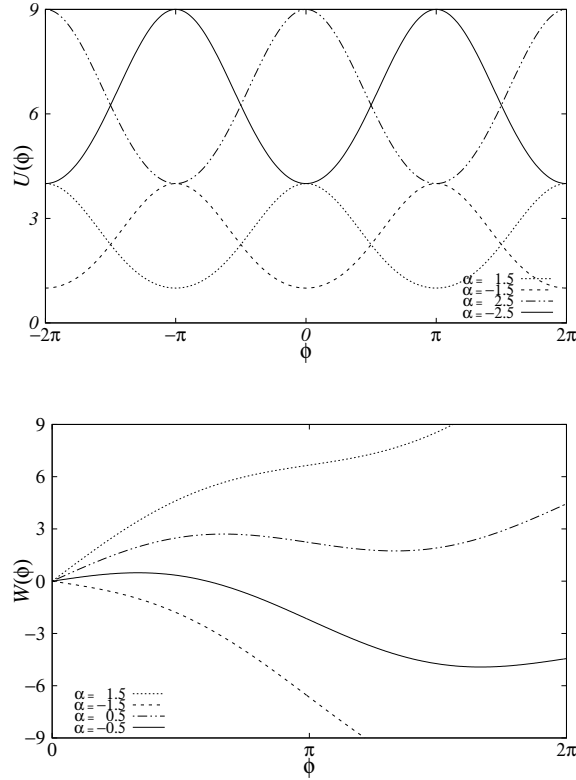 9
6
3
0
U(ϕ)
α = 1.5
α = −1.5
α = 2.5
α = −2.5
−2π −π 0 π 2π
ϕ
9
6
3
0
−3
−6
−9
W(ϕ)
α = 1.5
α = −1.5
α = 0.5
α = −0.5
0 π 2π
ϕ